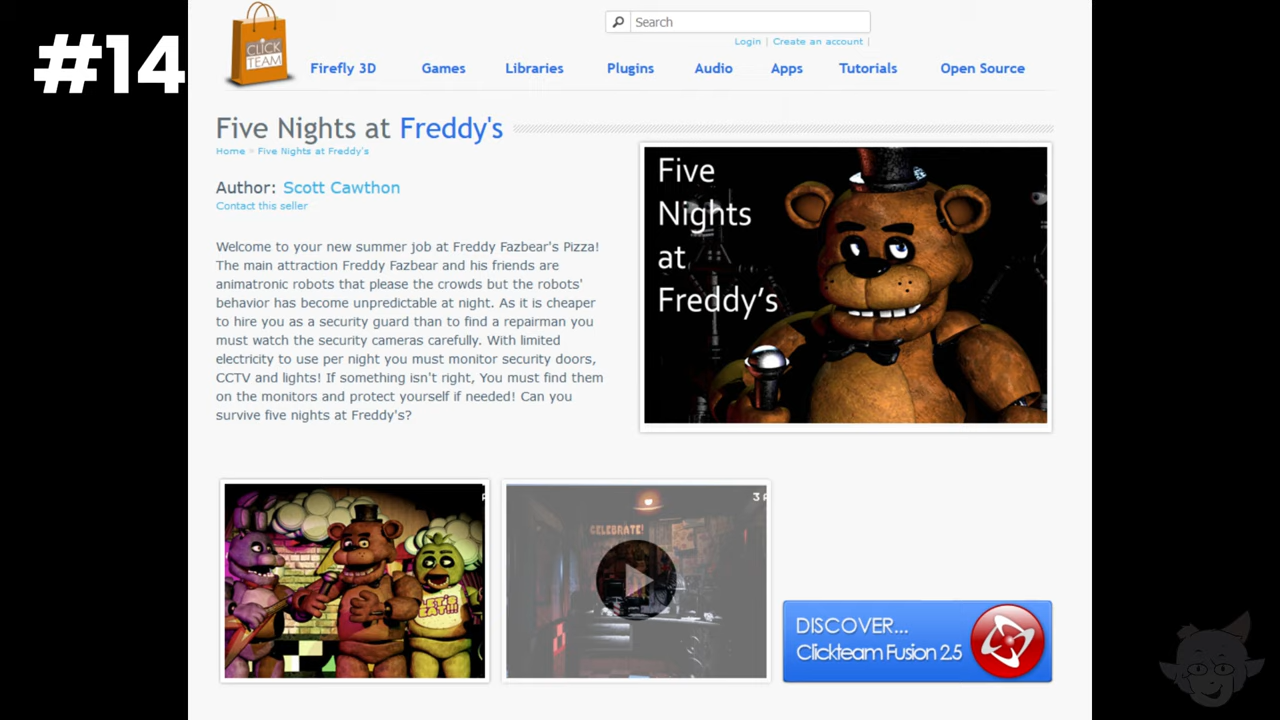 #14
CLICK
TEAM
Search
Login | Create an account |
Firefly 3D Games Libraries Plugins Audio Apps Tutorials Open Source
Five Nights at Freddy's
Home » Five Nights at Freddy's
Author: Scott Cawthon
Contact this seller
Welcome to your new summer job at Freddy Fazbear's Pizza!
The main attraction Freddy Fazbear and his friends are
animatronic robots that please the crowds but the robots'
behavior has become unpredictable at night. As it is cheaper
to hire you as a security guard than to find a repairman you
must watch the security cameras carefully. With limited
electricity to use per night you must monitor security doors,
CCTV and lights! If something isn't right, You must find them
on the monitors and protect yourself if needed! Can you
survive five nights at Freddy's?
Five
Nights
at
Freddy's
LET'S
EAT!!!
CELEBRATE!
3
DISCOVER...
Clickteam Fusion 2.5